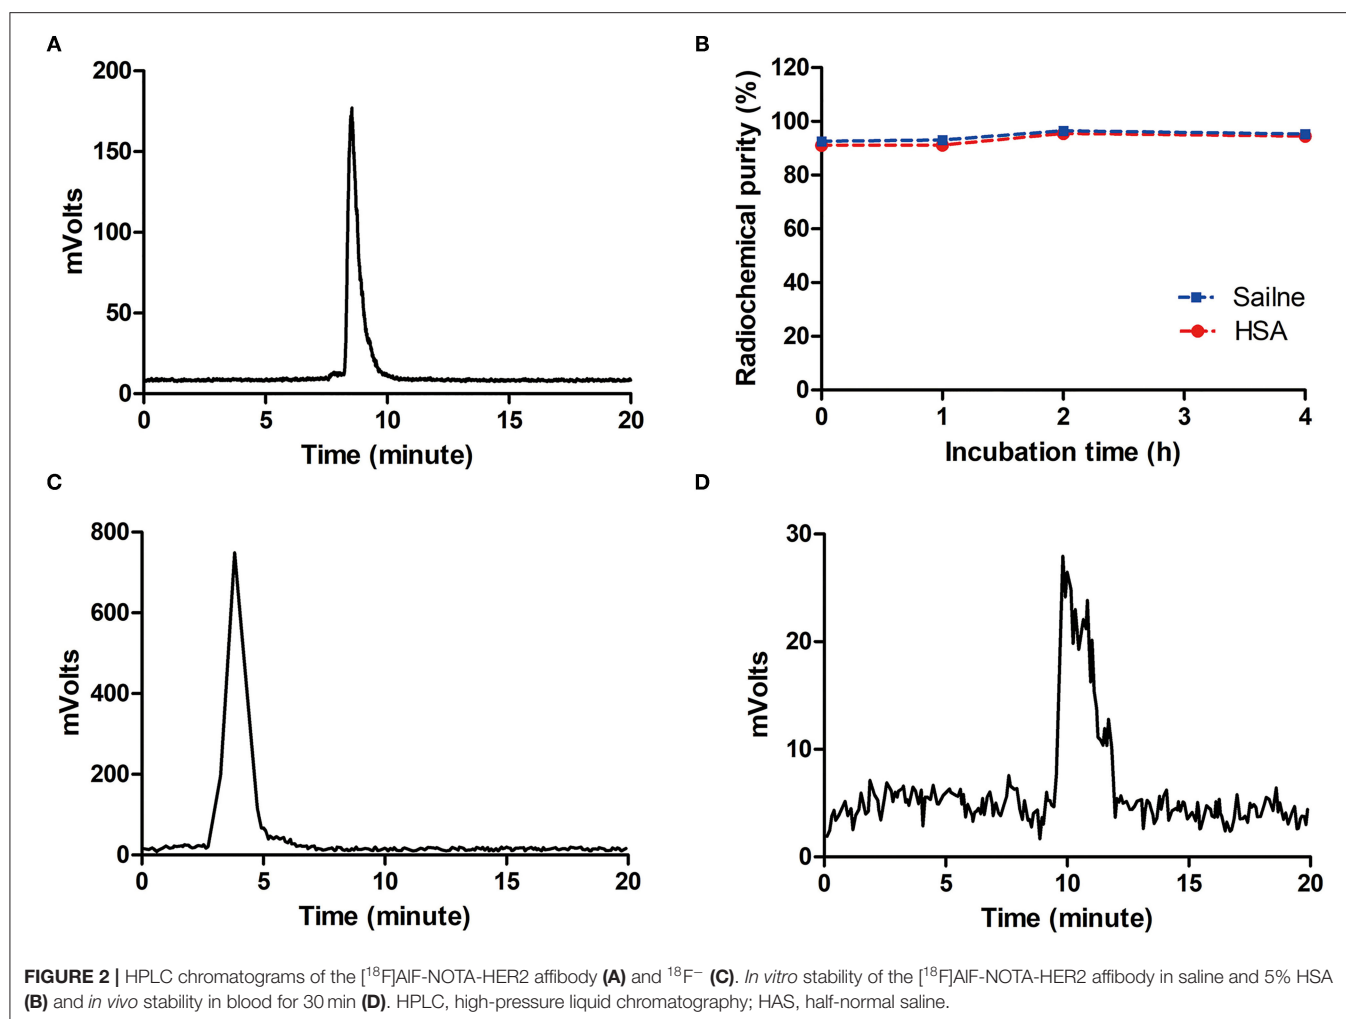 A
200
150
100
50
0
mVolts
0 5 10 15 20
Time (minute)
B
120
100
80
60
40
20
0
Radiochemical purity (%)
Sailne
HSA
0 1 2 3 4
Incubation time (h)
C
800
600
400
200
0
mVolts
0 5 10 15 20
Time (minute)
D
30
20
10
0
mVolts
0 5 10 15 20
Time (minute)
FIGURE 2 | HPLC chromatograms of the [¹⁸F]AlF-NOTA-HER2 affibody (A) and ¹⁸F⁻ (C). In vitro stability of the [¹⁸F]AlF-NOTA-HER2 affibody in saline and 5% HSA
(B) and in vivo stability in blood for 30 min (D). HPLC, high-pressure liquid chromatography; HAS, half-normal saline.